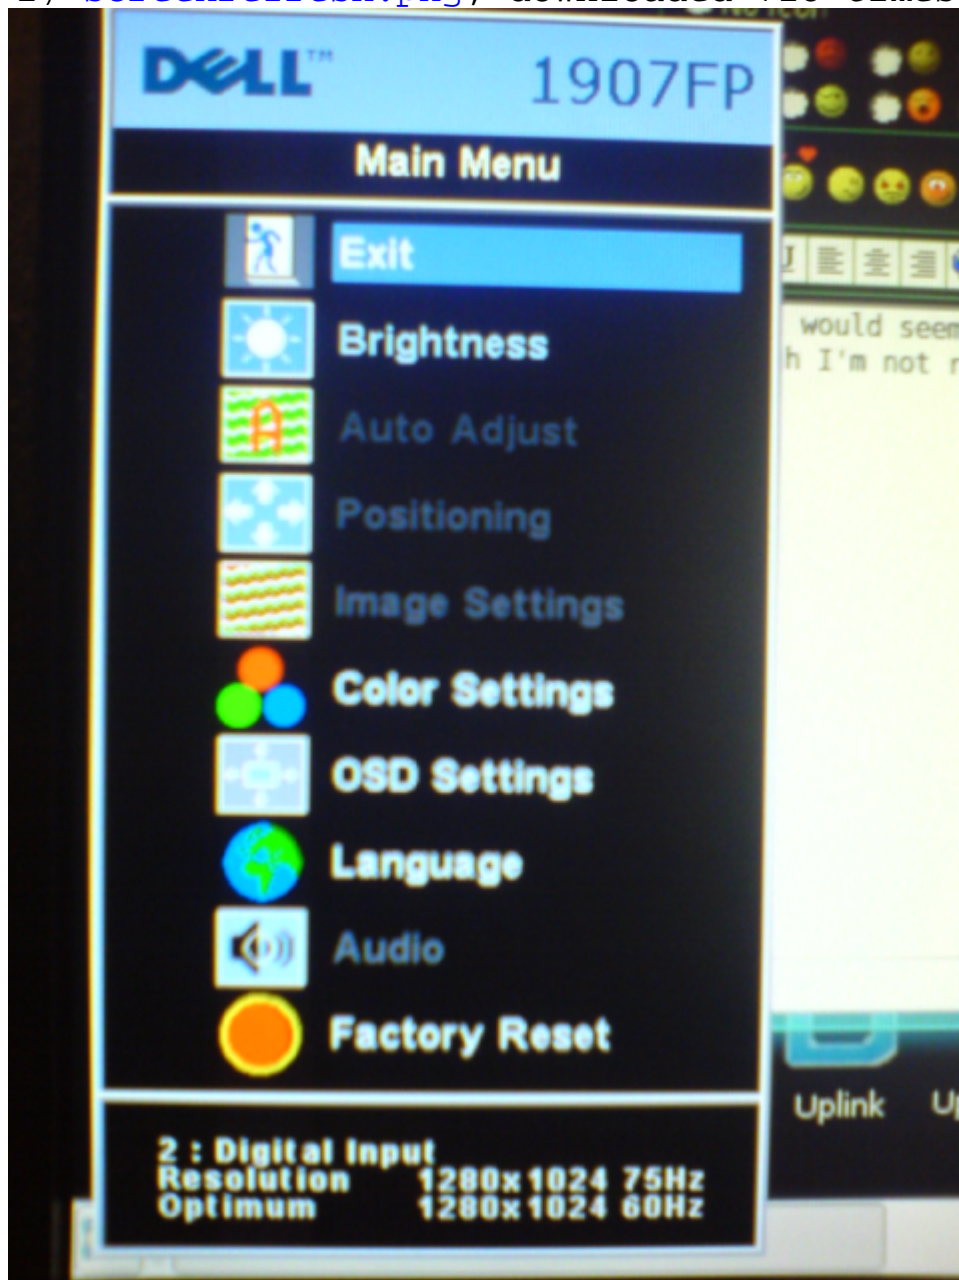 DELL™ 1907FP
Main Menu
Exit
Brightness
Auto Adjust
Positioning
Image Settings
Color Settings
OSD Settings
Language
Audio
Factory Reset
2 : Digital Input
Resolution 1280x1024 75Hz
Optimum 1280x1024 60Hz
would seem
h I'm not
Uplink